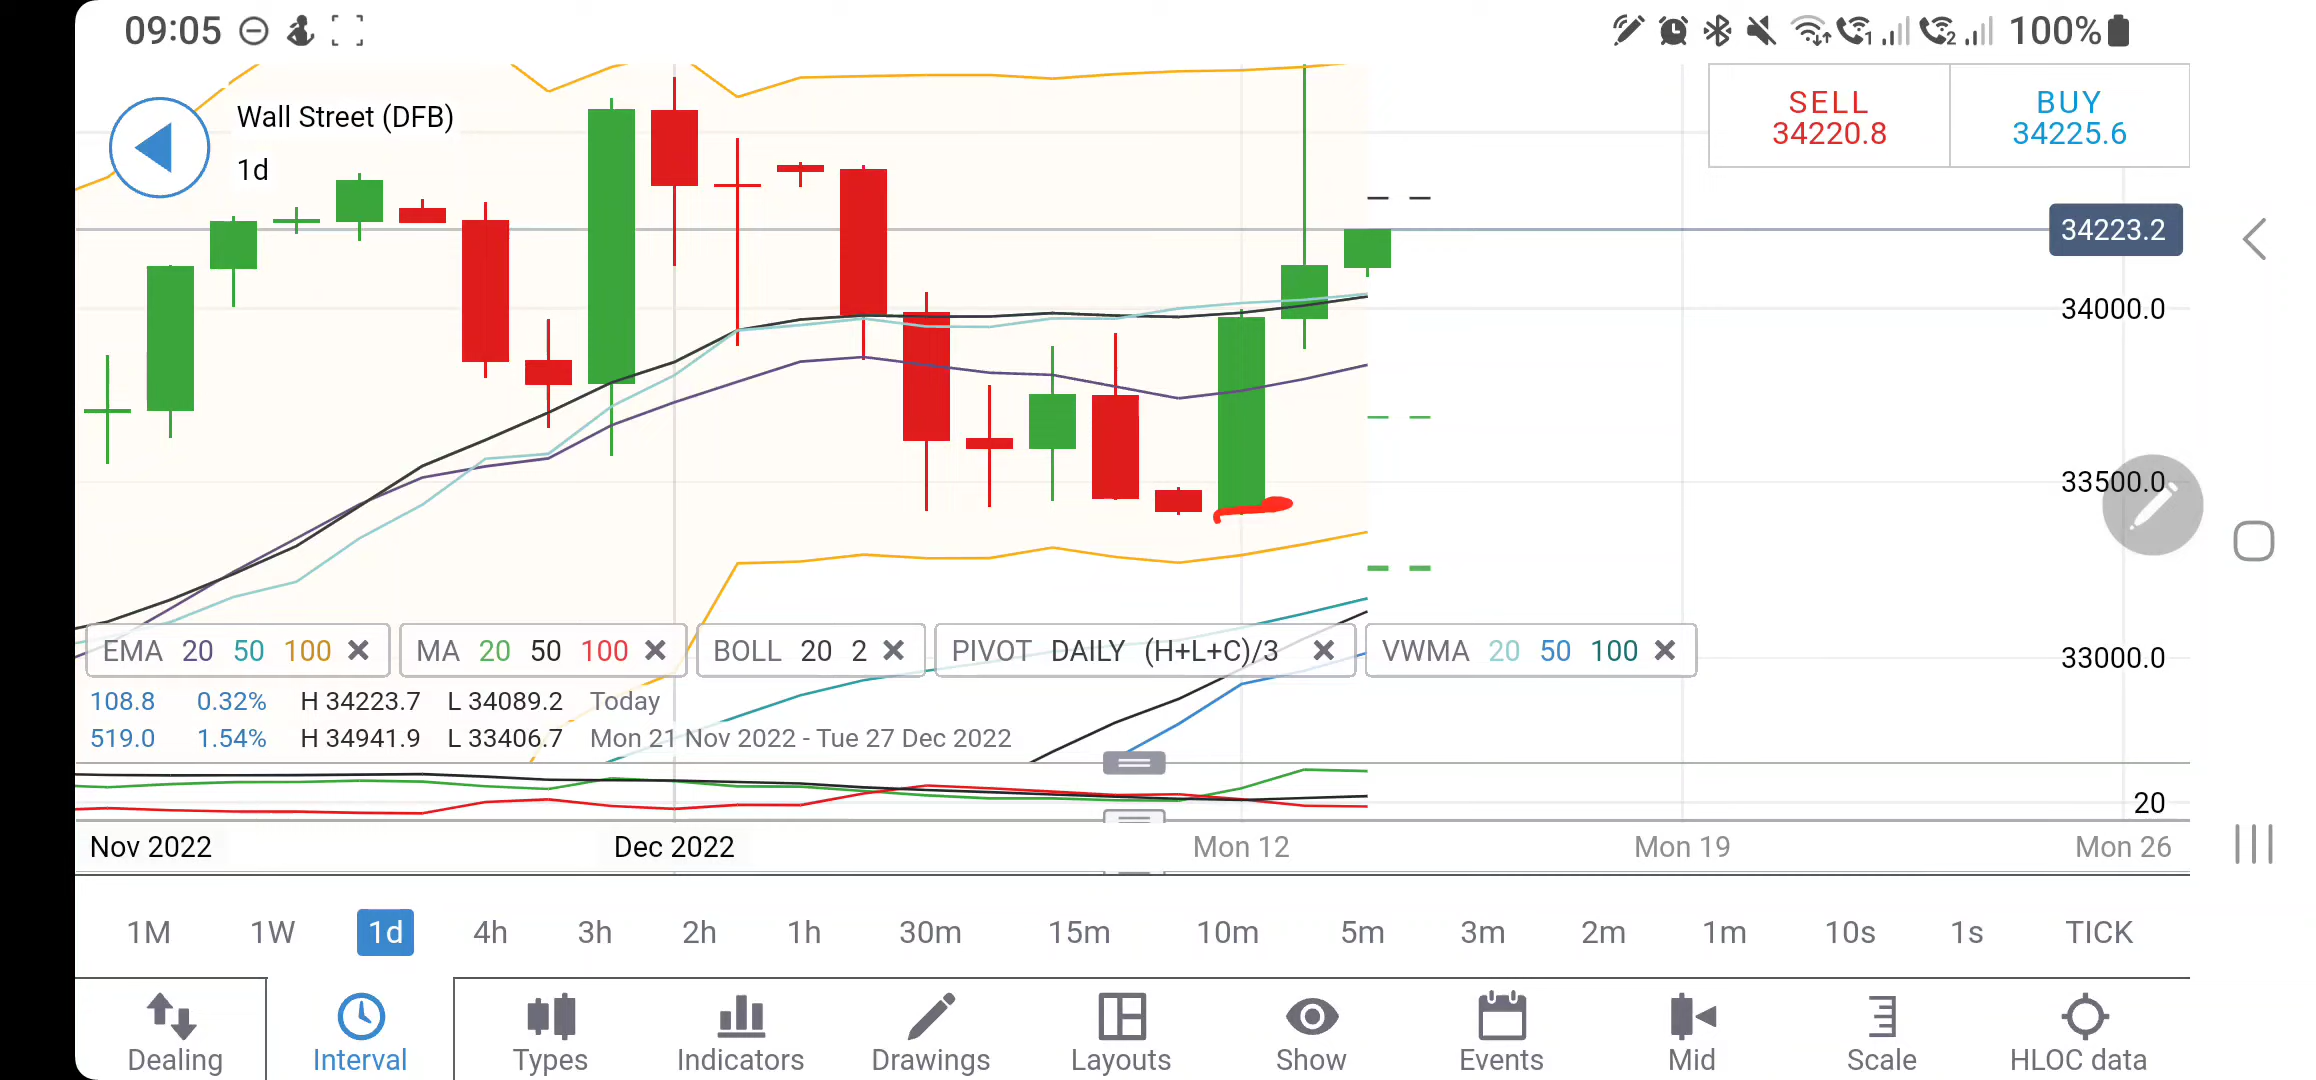 09:05
100%
Wall Street (DFB)
1d
SELL
34220.8
BUY
34225.6
34223.2
34000.0
33500.0
33000.0
EMA 20 50 100
MA 20 50 100
BOLL 20 2
PIVOT DAILY (H+L+C)/3
VWMA 20 50 100
108.8 0.32% H 34223.7 L 34089.2 Today
519.0 1.54% H 34941.9 L 33406.7 Mon 21 Nov 2022 - Tue 27 Dec 2022
20
Nov 2022 Dec 2022 Mon 12 Mon 19 Mon 26
1M 1W 1d 4h 3h 2h 1h 30m 15m 10m 5m 3m 2m 1m 10s 1s TICK
Dealing Interval Types Indicators Drawings Layouts Show Events Mid Scale HLOC data